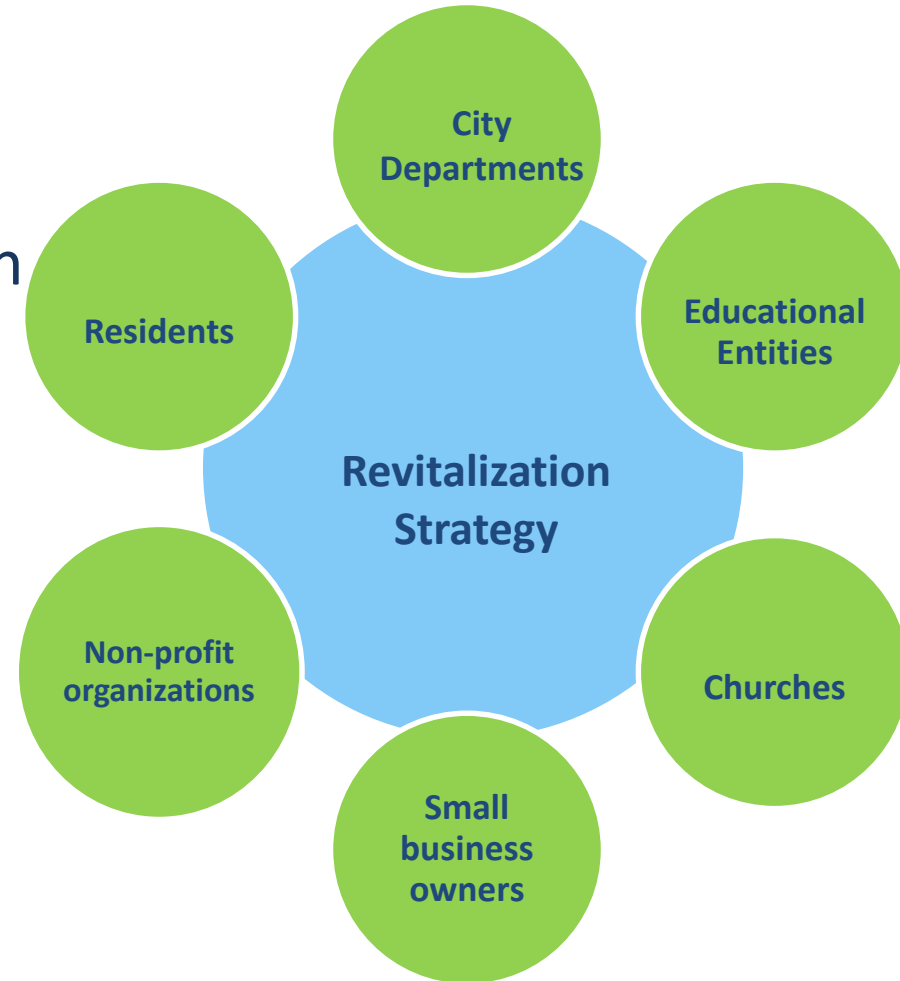 City
Departments
n
Residents
Educational
Entities
Revitalization
Strategy
Non-profit
organizations
Churches
Small
business
owners